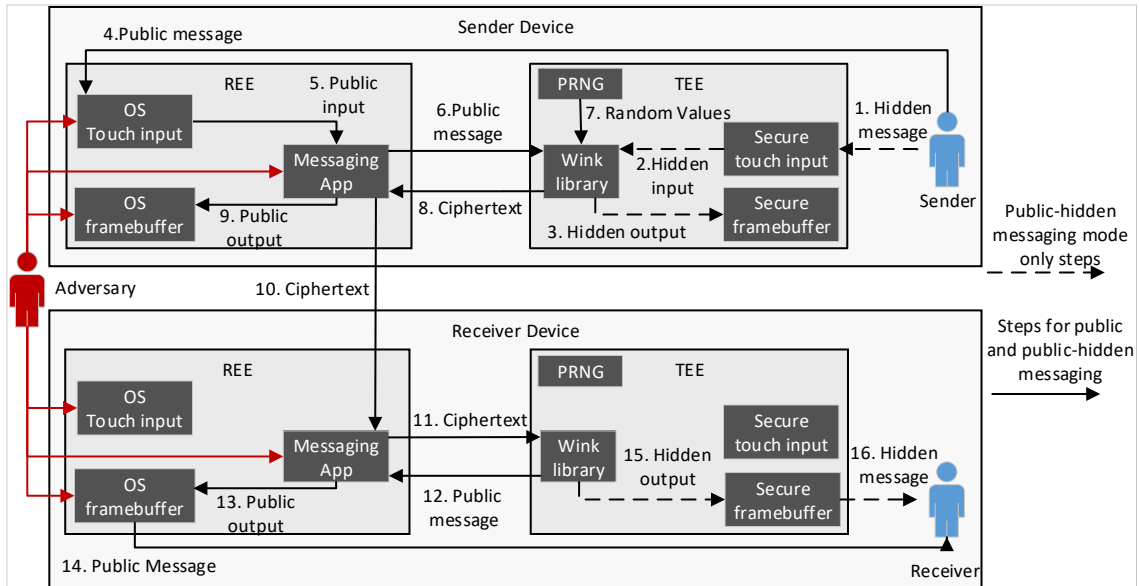 4.Public message
Sender Device
REE
TEE
OS
Touch input
5. Public
input
6.Public
message
PRNG
7. Random Values
1. Hidden
message
Messaging
App
Wink
library
2.Hidden
input
Secure
touch input
OS
framebuffer
9. Public
output
8. Ciphertext
3. Hidden output
Secure
framebuffer
Sender
Public-hidden
messaging mode
only steps
Adversary
10. Ciphertext
Receiver Device
Steps for public
and public-hidden
messaging
REE
PRNG
TEE
OS
Touch input
11. Ciphertext
Secure
touch input
Messaging
App
Wink
library
15. Hidden
output
16. Hidden
message
OS
framebuffer
13. Public
output
12. Public
message
Secure
framebuffer
14. Public Message
Receiver